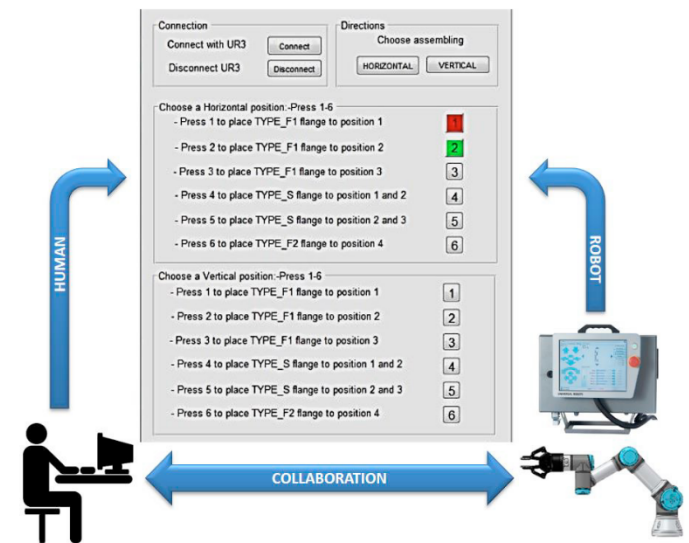 Connection
Connect with UR3
Connect
Disconnect UR3
Disconnect
Directions
Choose assembling
HORIZONTAL
VERTICAL
Choose a Horizontal position:-Press 1-6
- Press 1 to place TYPE_F1 flange to position 1
1
- Press 2 to place TYPE_F1 flange to position 2
2
- Press 3 to place TYPE_F1 flange to position 3
3
- Press 4 to place TYPE_S flange to position 1 and 2
4
- Press 5 to place TYPE_S flange to position 2 and 3
5
- Press 6 to place TYPE_F2 flange to position 4
6
Choose a Vertical position:-Press 1-6
- Press 1 to place TYPE_F1 flange to position 1
1
- Press 2 to place TYPE_F1 flange to position 2
2
- Press 3 to place TYPE_F1 flange to position 3
3
- Press 4 to place TYPE_S flange to position 1 and 2
4
- Press 5 to place TYPE_S flange to position 2 and 3
5
- Press 6 to place TYPE_F2 flange to position 4
6
HUMAN
ROBOT
COLLABORATION